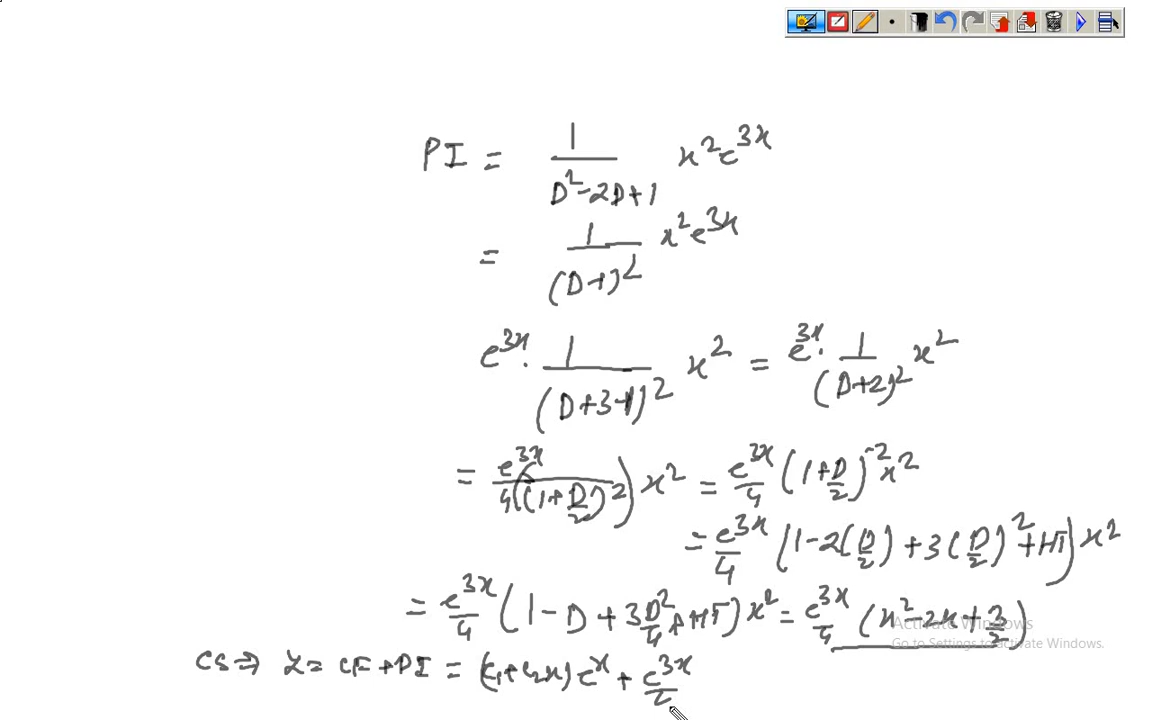 PI = 1/(D²-2D+1) x²e^3x
= 1/(D-1)² x²e^3x
e^3x · 1/(D+3-1)² x² = e^3x · 1/(D+2)² x²
= e^3x/4((1+D/2)²) x² = e^3x/4 (1+D/2)^-2 x²
= e^3x/4 (1-2(D/2)+3(D/2)²+HT) x²
= e^3x/4 (1-D+3D²/4+HT) x² = e^3x/4 (x²-2x+3/2)
Activate Windows
Go to Settings to activate Windows.
CS⇒ = CF+PI = (c₁+c₂x)e^x + e^3x/